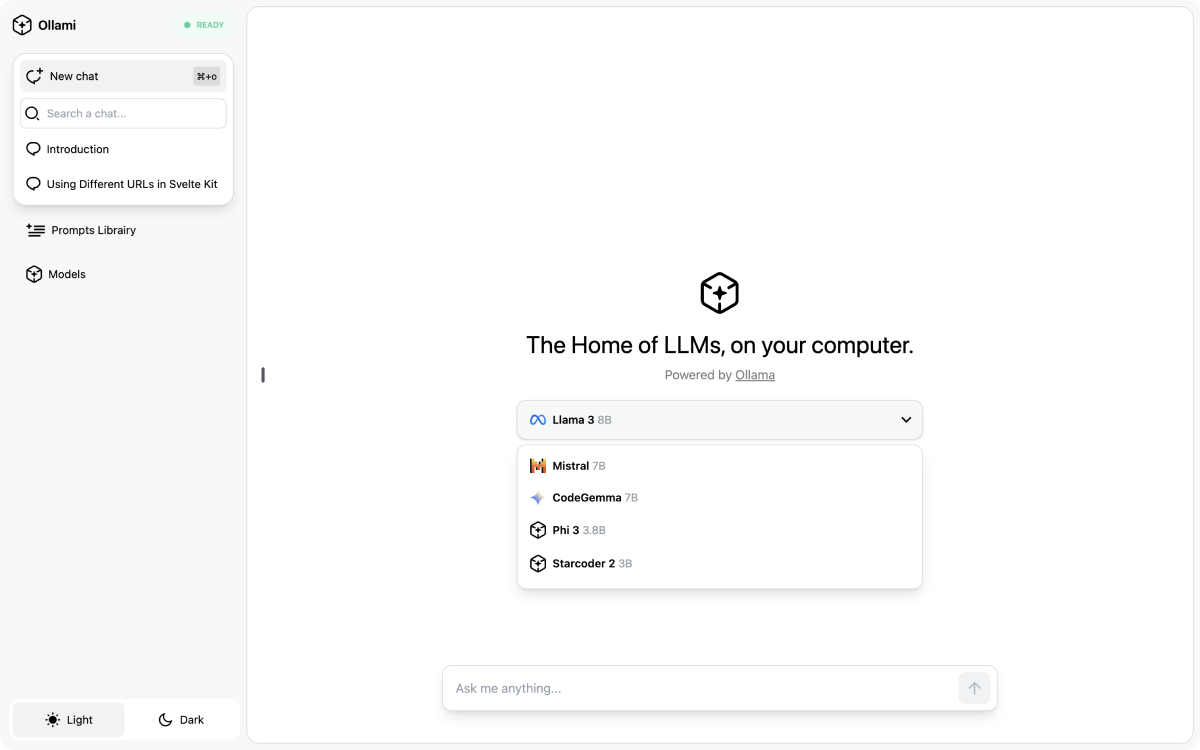 Ollami
READY
New chat
⌘+o
Search a chat...
Introduction
Using Different URLs in Svelte Kit
Prompts Librairy
Models
The Home of LLMs, on your computer.
Powered by Ollama
Llama 3 8B
Mistral 7B
CodeGemma 7B
Phi 3 3.8B
Starcoder 2 3B
Ask me anything...
Light
Dark